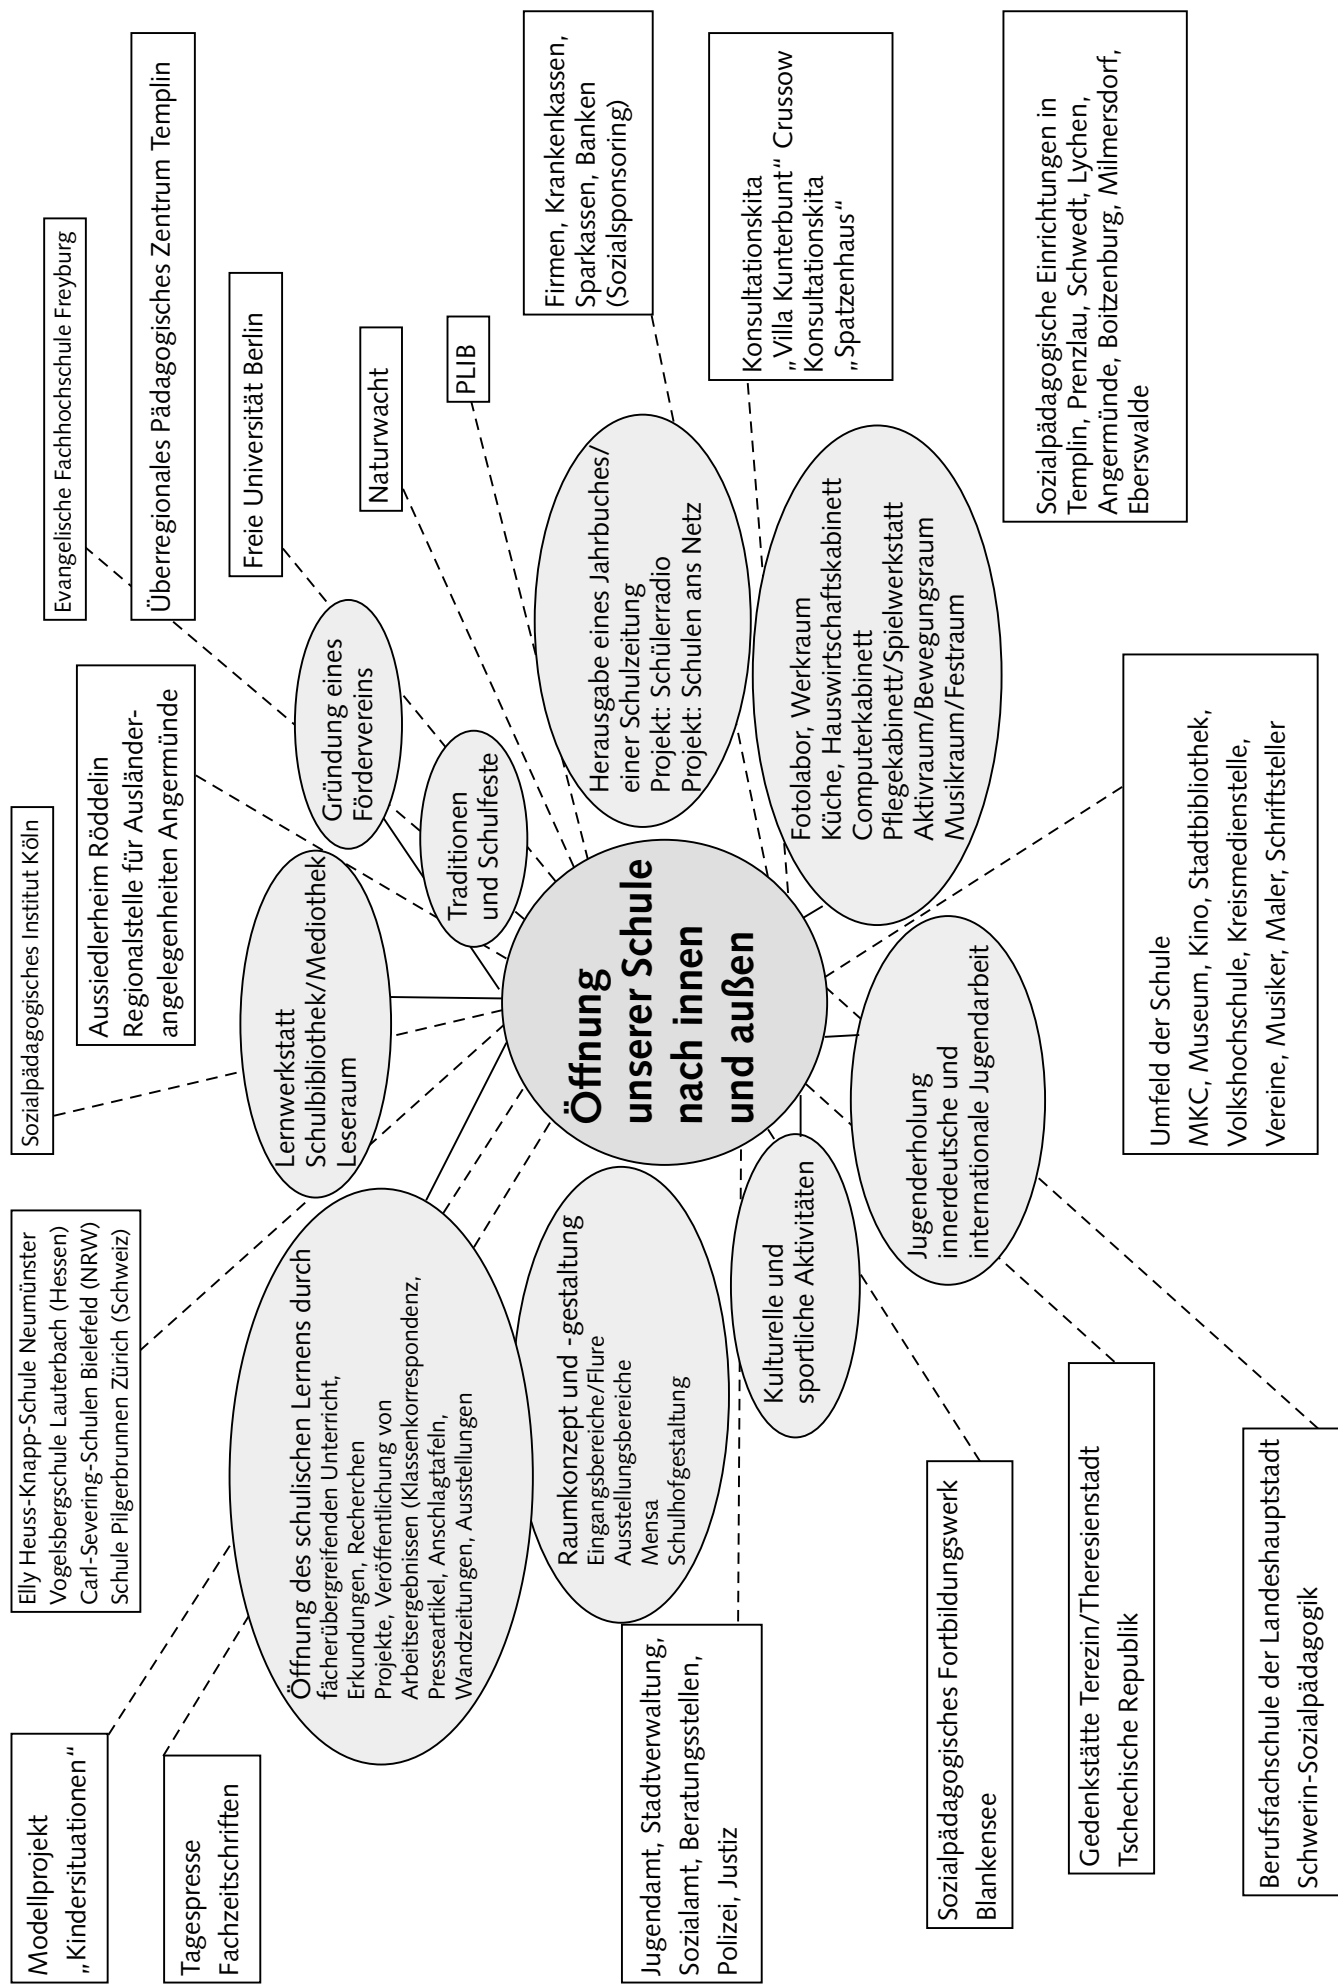 Modellprojekt
„Kindersituationen“
Tagespresse
Fachzeitschriften
Elly Heuss-Knapp-Schule Neumünster
Vogelsbergschule Lauterbach (Hessen)
Carl-Severing-Schulen Bielefeld (NRW)
Schule Pilgerbrunnen Zürich (Schweiz)
Sozialpädagogisches Institut Köln
Aussiedlerheim Röddelin
Regionalstelle für Ausländer-
angelegenheiten Angermünde
Evangelische Fachhochschule Freyburg
Überregionales Pädagogisches Zentrum Templin
Freie Universität Berlin
Naturwacht
PLIB
Öffnung des schulischen Lernens durch
fächerübergreifenden Unterricht,
Erkundungen, Recherchen
Projekte, Veröffentlichung von
Arbeitsergebnissen (Klassenkorrespondenz,
Presseartikel, Anschlagtafeln,
Wandzeitungen, Ausstellungen
Lernwerkstatt
Schulbibliothek/Mediothek
Leseraum
Gründung eines
Fördervereins
Traditionen
und Schulfeste
Raumkonzept und -gestaltung
Eingangsbereiche/Flure
Ausstellungsbereiche
Mensa
Schulhofgestaltung
Öffnung
unserer Schule
nach innen
und außen
Herausgabe eines Jahrbuches/
einer Schulzeitung
Projekt: Schülerradio
Projekt: Schulen ans Netz
Firmen, Krankenkassen,
Sparkassen, Banken
(Sozialsponsoring)
Jugendamt, Stadtverwaltung,
Sozialamt, Beratungsstellen,
Polizei, Justiz
Kulturelle und
sportliche Aktivitäten
Fotolabor, Werkraum
Küche, Hauswirtschaftskabinett
Computerkabinett
Pflegekabinett/Spielwerkstatt
Aktivraum/Bewegungsraum
Musikraum/Festraum
Konsultationskita
„Villa Kunterbunt“ Crussow
Konsultationskita
„Spatzenhaus“
Jugenderholung
innerdeutsche und
internationale Jugendarbeit
Sozialpädagogische Einrichtungen in
Templin, Prenzlau, Schwedt, Lychen,
Angermünde, Boitzenburg, Milmersdorf,
Eberswalde
Sozialpädagogisches Fortbildungswerk
Blankensee
Gedenkstätte Terezin/Theresienstadt
Tschechische Republik
Umfeld der Schule
MKC, Museum, Kino, Stadtbibliothek,
Volkshochschule, Kreismedienstelle,
Vereine, Musiker, Maler, Schriftsteller
Berufsfachschule der Landeshauptstadt
Schwerin-Sozialpädagogik